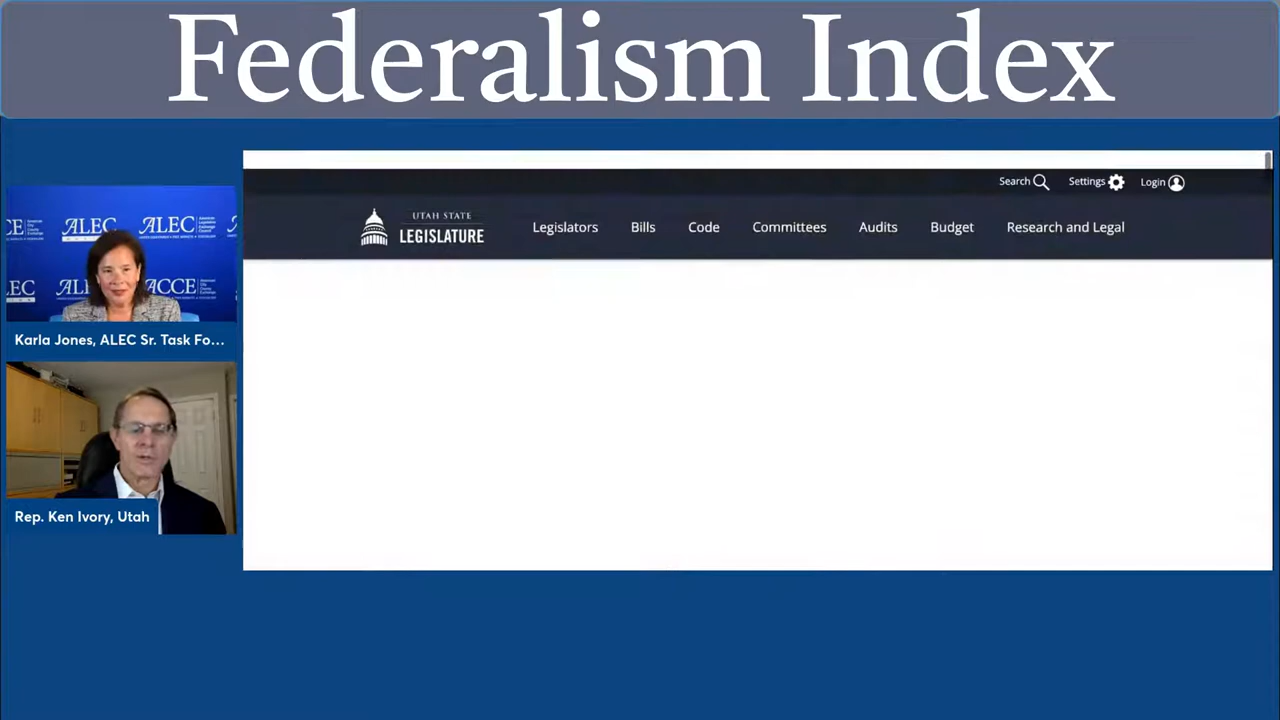 Federalism Index
Search
Settings
Login
UTAH STATE
LEGISLATURE
Legislators
Bills
Code
Committees
Audits
Budget
Research and Legal
ALEC
ALEC
ACCE
Karla Jones, ALEC Sr. Task Fo...
Rep. Ken Ivory, Utah